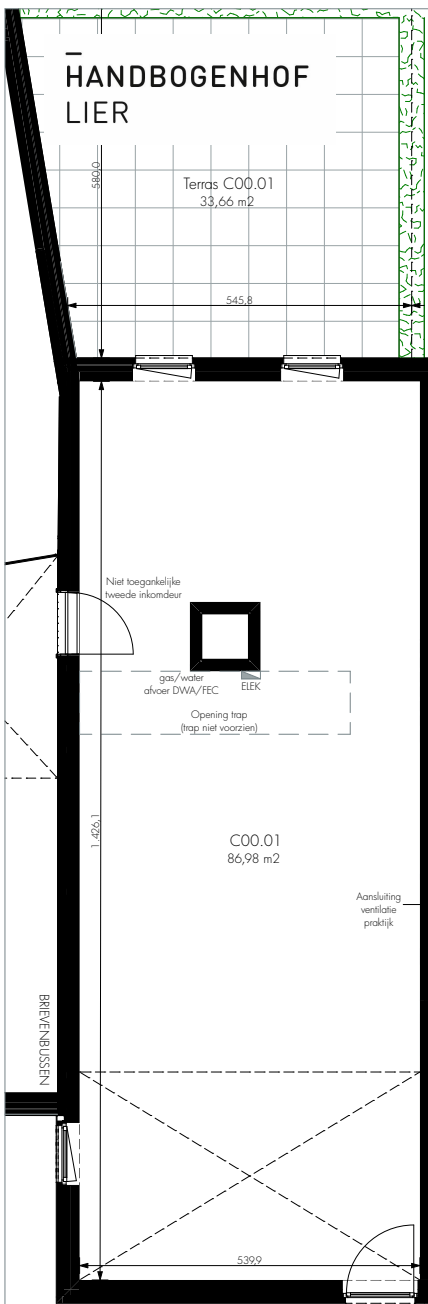 HANDBOGENHOF
LIER
580,0
Terras C00.01
33,66 m2
545,8
Niet toegankelijke
tweede inkomdeur
gas/water
afvoer DWA/FEC
ELEK
Opening trap
(trap niet voorzien)
1.426,1
C00.01
86,98 m2
Aansluiting
ventilatie
praktijk
BRIEVENBUSSEN
539,9